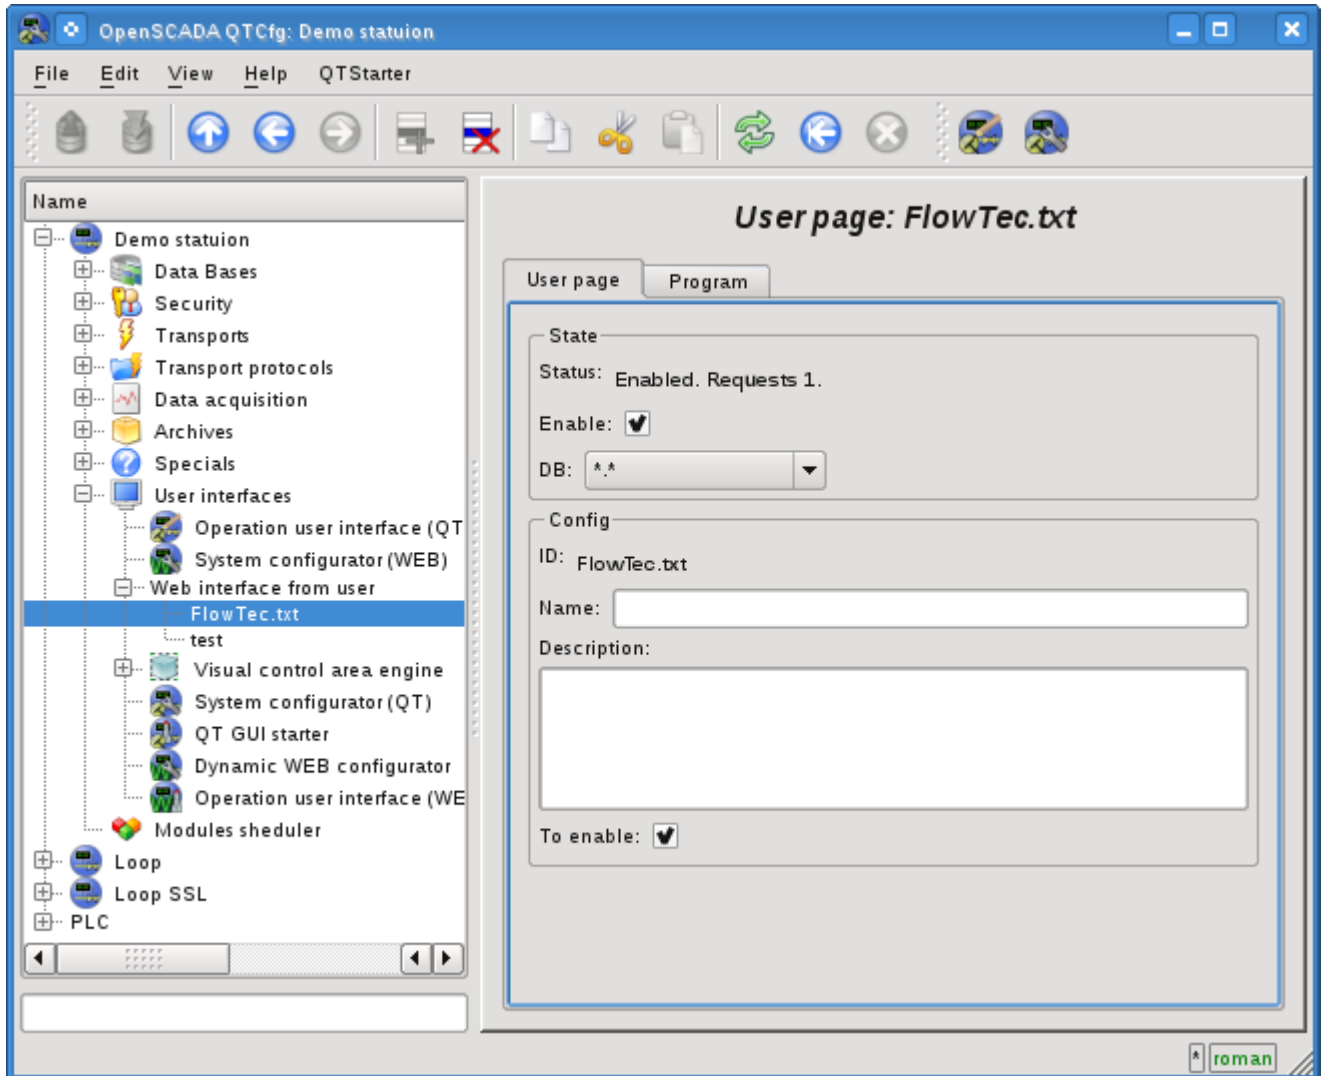 OpenSCADA QTCfg: Demo statuion
File Edit View Help QTStarter
Name
Demo statuion
Data Bases
Security
Transports
Transport protocols
Data acquisition
Archives
Specials
User interfaces
Operation user interface (QT
System configurator (WEB)
Web interface from user
FlowTec.txt
test
Visual control area engine
System configurator (QT)
QT GUI starter
Dynamic WEB configurator
Operation user interface (WE
Modules sheduler
Loop
Loop SSL
PLC
User page: FlowTec.txt
User page Program
State
Status: Enabled. Requests 1.
Enable:
DB: *.*
Config
ID: FlowTec.txt
Name:
Description:
To enable:
* roman